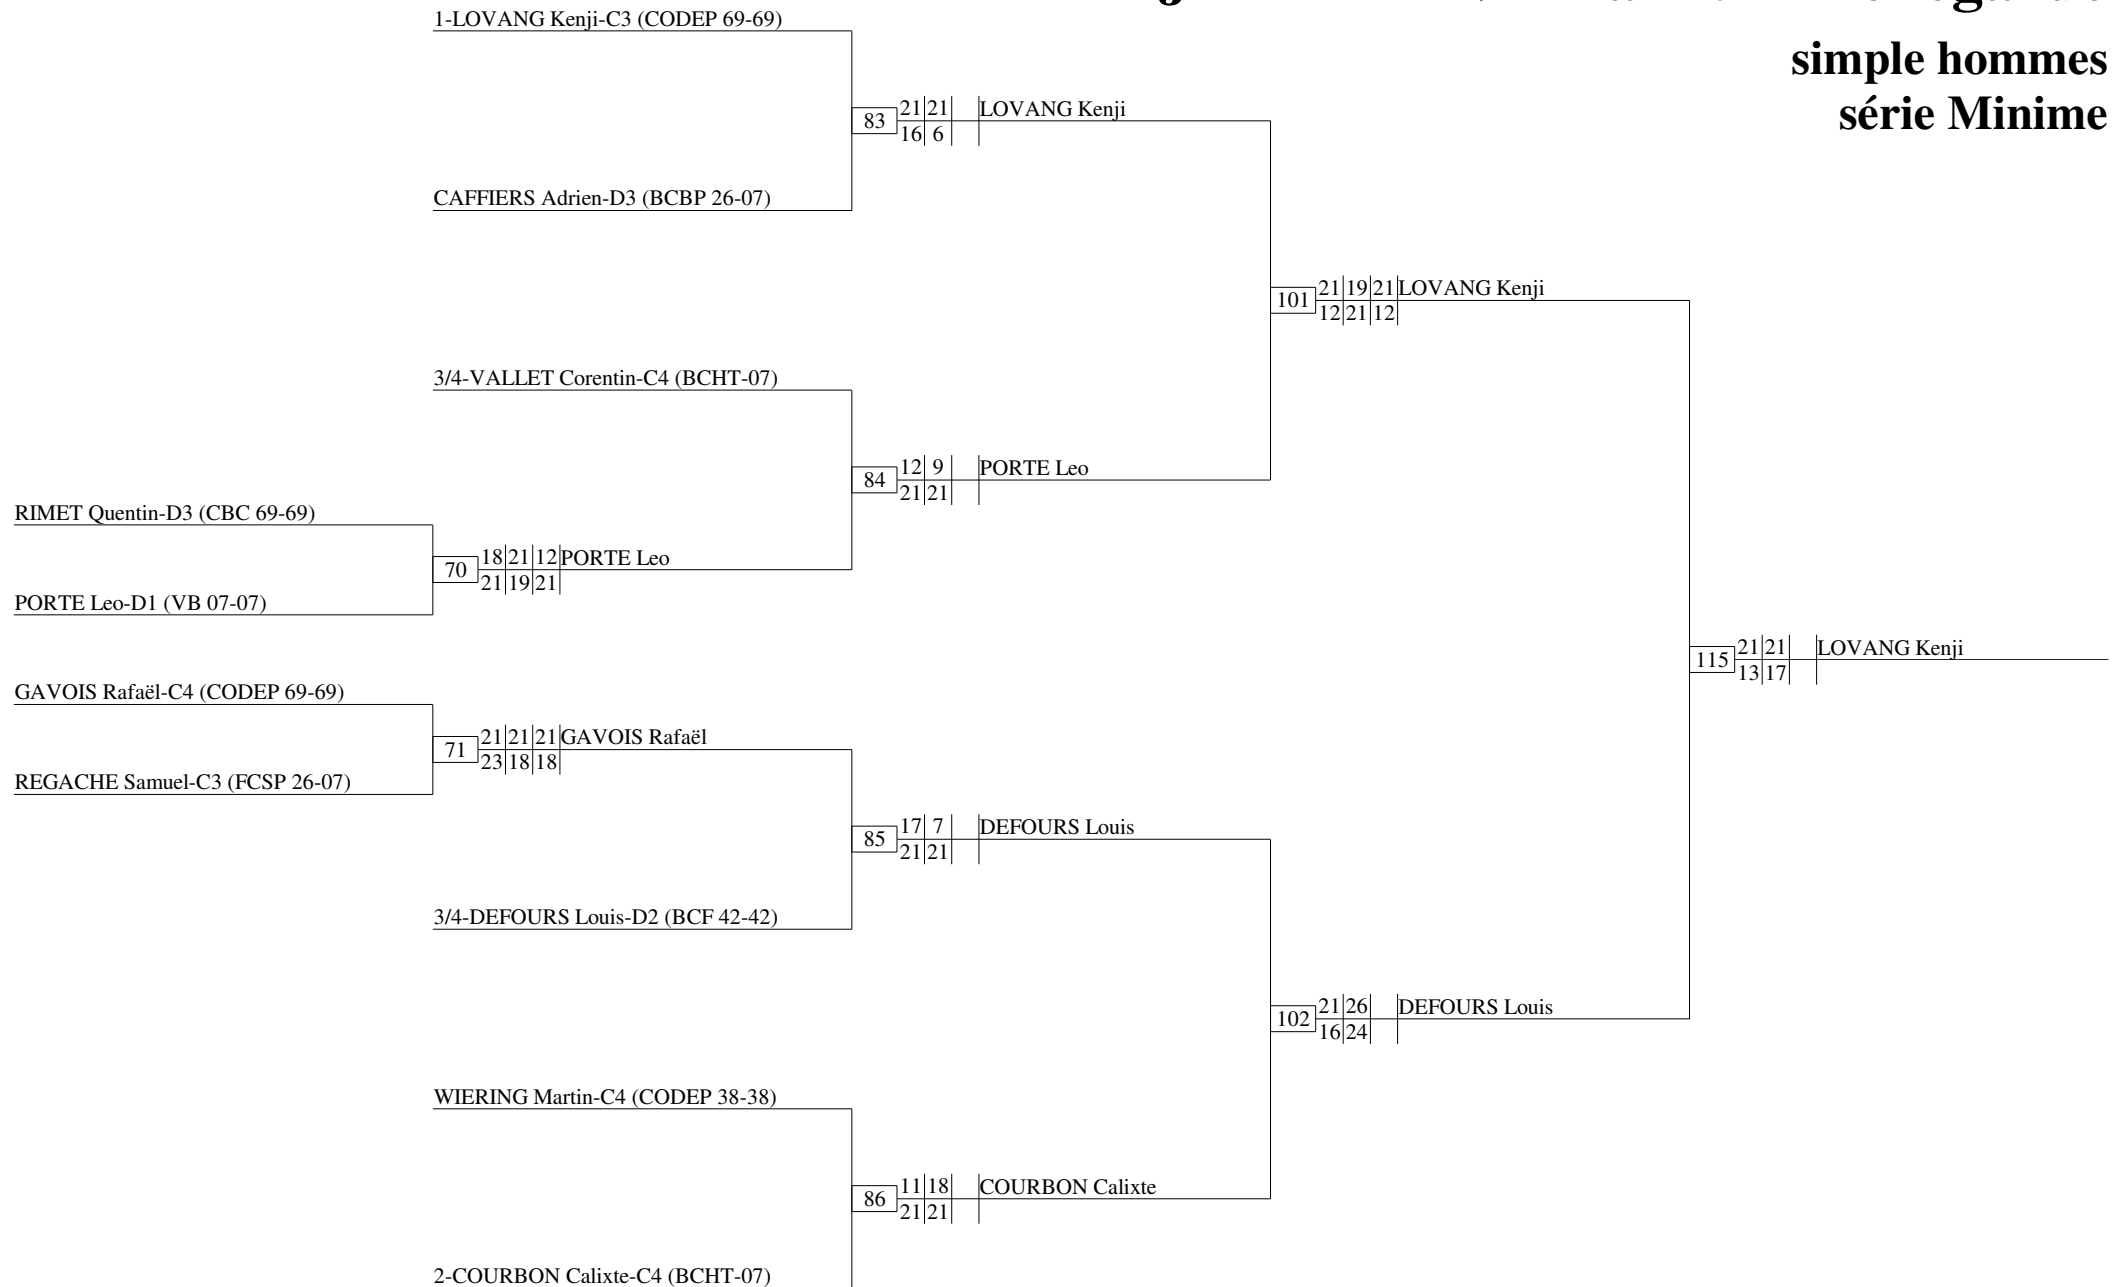 simple hommes
série Minime
1-LOVANG Kenji-C3 (CODEP 69-69)
83
21 21
16 6
LOVANG Kenji
CAFFIERS Adrien-D3 (BCBP 26-07)
101
21 19 21
12 21 12
LOVANG Kenji
3/4-VALLET Corentin-C4 (BCHT-07)
84
12 9
21 21
PORTE Leo
RIMET Quentin-D3 (CBC 69-69)
70
18 21 12
21 19 21
PORTE Leo
PORTE Leo-D1 (VB 07-07)
115
21 21
13 17
LOVANG Kenji
GAVOIS Rafaël-C4 (CODEP 69-69)
71
21 21 21
23 18 18
GAVOIS Rafaël
REGACHE Samuel-C3 (FCSP 26-07)
85
17 7
21 21
DEFOURS Louis
3/4-DEFOURS Louis-D2 (BCF 42-42)
102
21 26
16 24
DEFOURS Louis
WIERING Martin-C4 (CODEP 38-38)
86
11 18
21 21
COURBON Calixte
2-COURBON Calixte-C4 (BCHT-07)